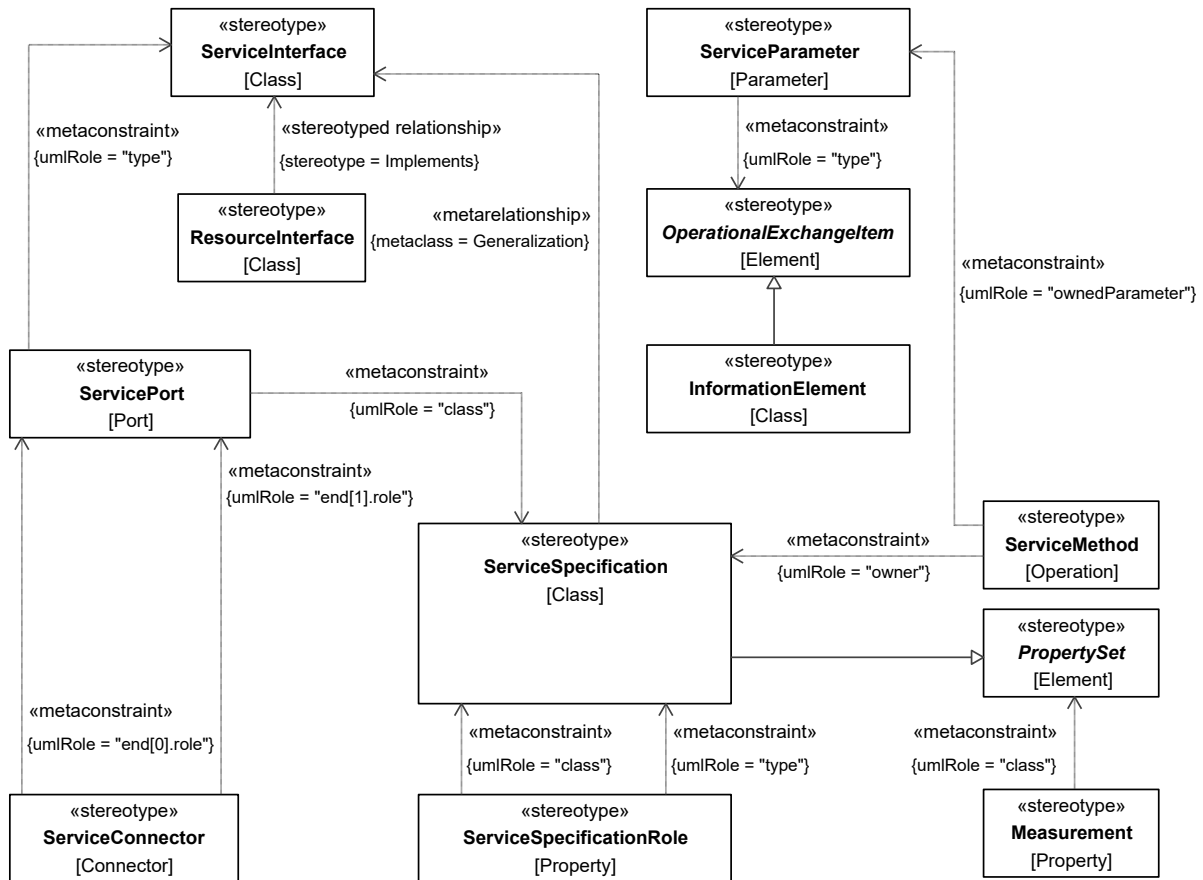 «stereotype»
ServiceInterface
[Class]
«stereotype»
ServiceParameter
[Parameter]
«metaconstraint»
{umlRole = "type"}
«stereotyped relationship»
{stereotype = Implements}
«metaconstraint»
{umlRole = "type"}
«stereotype»
ResourceInterface
[Class]
«metarelationship»
{metaclass = Generalization}
«stereotype»
OperationalExchangeItem
[Element]
«metaconstraint»
{umlRole = "ownedParameter"}
«stereotype»
ServicePort
[Port]
«metaconstraint»
{umlRole = "class"}
«stereotype»
InformationElement
[Class]
«metaconstraint»
{umlRole = "end[1].role"}
«stereotype»
ServiceSpecification
[Class]
«metaconstraint»
{umlRole = "owner"}
«stereotype»
ServiceMethod
[Operation]
«stereotype»
PropertySet
[Element]
«metaconstraint»
{umlRole = "end[0].role"}
«metaconstraint»
{umlRole = "class"}
«metaconstraint»
{umlRole = "type"}
«metaconstraint»
{umlRole = "class"}
«stereotype»
ServiceConnector
[Connector]
«stereotype»
ServiceSpecificationRole
[Property]
«stereotype»
Measurement
[Property]